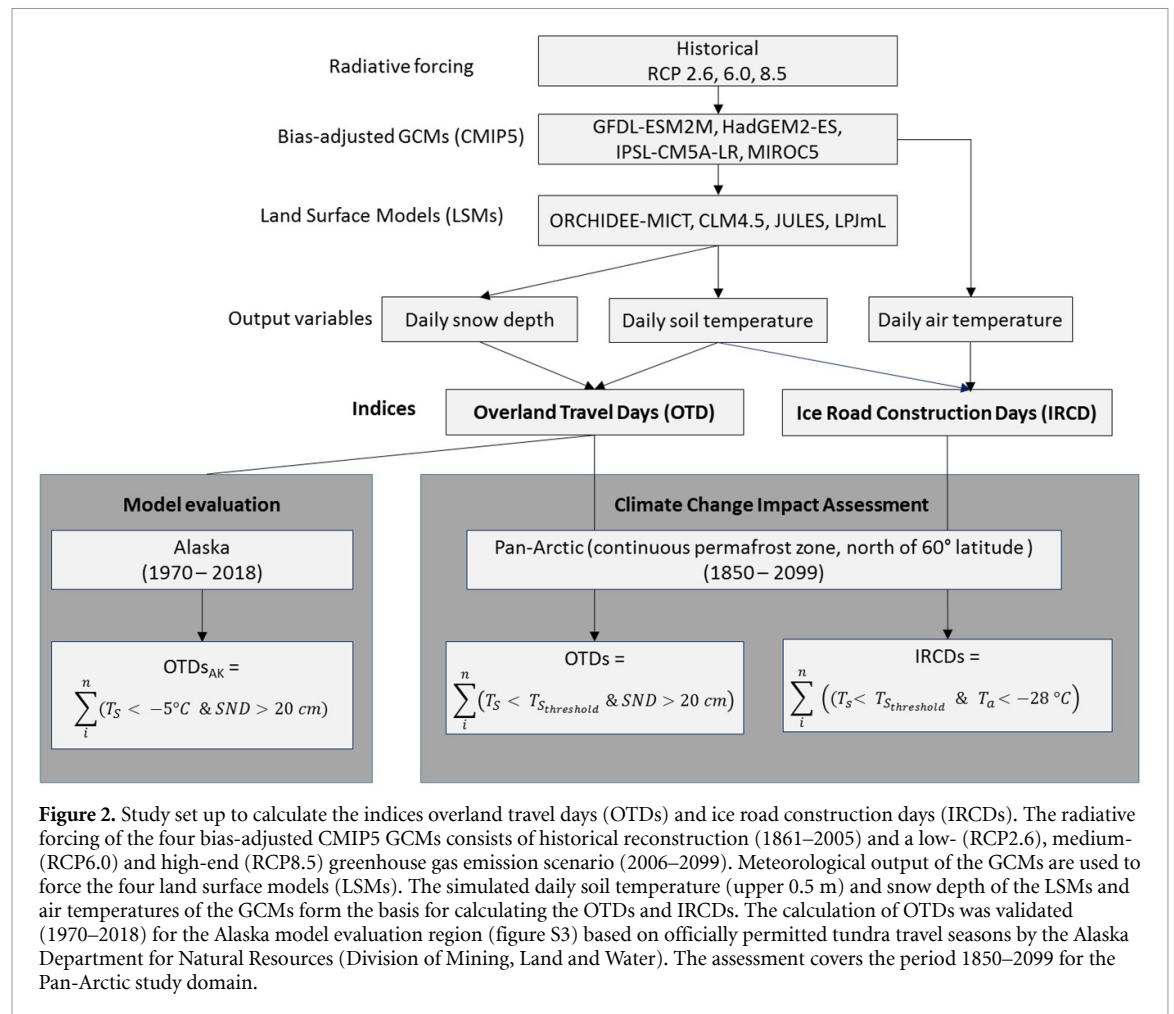 Radiative forcing
Historical
RCP 2.6, 6.0, 8.5
Bias-adjusted GCMs (CMIP5)
GFDL-ESM2M, HadGEM2-ES,
IPSL-CM5A-LR, MIROC5
Land Surface Models (LSMs)
ORCHIDEE-MICT, CLM4.5, JULES, LPJmL
Output variables
Daily snow depth
Daily soil temperature
Daily air temperature
Indices
Overland Travel Days (OTD)
Ice Road Construction Days (IRCD)
Model evaluation
Alaska
(1970 – 2018)
OTDs_AK =
∑_i^n (T_S < −5°C & SND > 20 cm)
Climate Change Impact Assessment
Pan-Arctic (continuous permafrost zone, north of 60° latitude )
(1850 – 2099)
OTDs =
∑_i^n (T_S < T_{S_threshold} & SND > 20 cm)
IRCDs =
∑_i^n ((T_s < T_{S_threshold} & T_a < −28 °C)
Figure 2. Study set up to calculate the indices overland travel days (OTDs) and ice road construction days (IRCDs). The radiative
forcing of the four bias-adjusted CMIP5 GCMs consists of historical reconstruction (1861–2005) and a low- (RCP2.6), medium-
(RCP6.0) and high-end (RCP8.5) greenhouse gas emission scenario (2006–2099). Meteorological output of the GCMs are used to
force the four land surface models (LSMs). The simulated daily soil temperature (upper 0.5 m) and snow depth of the LSMs and
air temperatures of the GCMs form the basis for calculating the OTDs and IRCDs. The calculation of OTDs was validated
(1970–2018) for the Alaska model evaluation region (figure S3) based on officially permitted tundra travel seasons by the Alaska
Department for Natural Resources (Division of Mining, Land and Water). The assessment covers the period 1850–2099 for the
Pan-Arctic study domain.